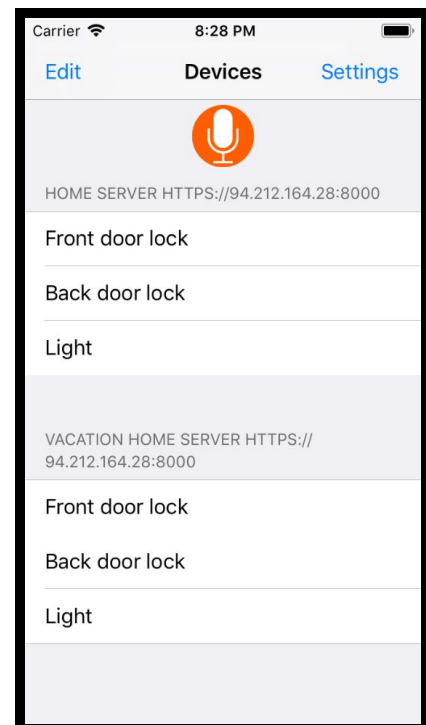 Carrier 8:28 PM
Edit Devices Settings
HOME SERVER HTTPS://94.212.164.28:8000
Front door lock
Back door lock
Light
VACATION HOME SERVER HTTPS://
94.212.164.28:8000
Front door lock
Back door lock
Light